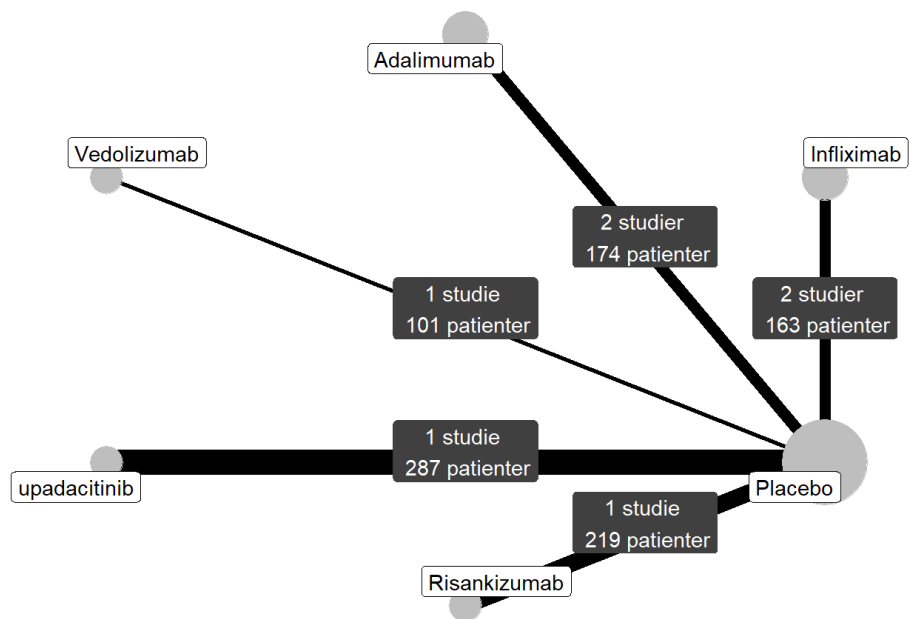 Adalimumab
Vedolizumab
Infliximab
2 studier
174 patienter
1 studie
101 patienter
2 studier
163 patienter
1 studie
287 patienter
upadacitinib
Placebo
1 studie
219 patienter
Risankizumab